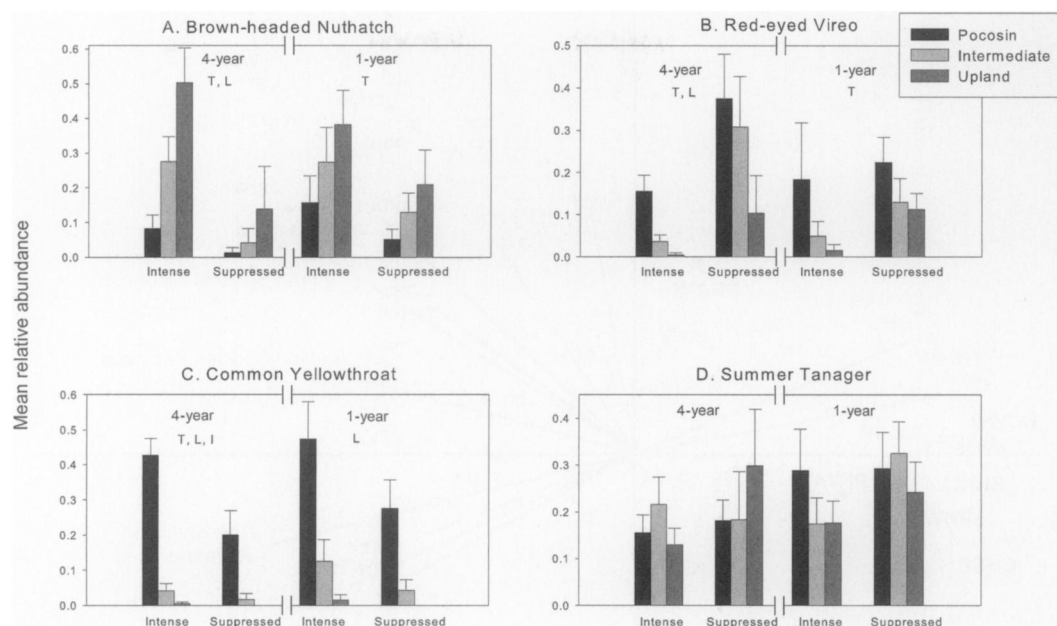 A. Brown-headed Nuthatch
0.6
0.5
0.4
0.3
0.2
0.1
0.0
4-year
T, L
1-year
T
Intense
Suppressed
Intense
Suppressed
B. Red-eyed Vireo
0.5
0.4
0.3
0.2
0.1
0.0
4-year
T, L
1-year
T
Intense
Suppressed
Intense
Suppressed
Pocosin
Intermediate
Upland
Mean relative abundance
C. Common Yellowthroat
0.6
0.5
0.4
0.3
0.2
0.1
0.0
4-year
T, L, I
1-year
L
Intense
Suppressed
Intense
Suppressed
D. Summer Tanager
0.4
0.3
0.2
0.1
0.0
4-year
1-year
Intense
Suppressed
Intense
Suppressed